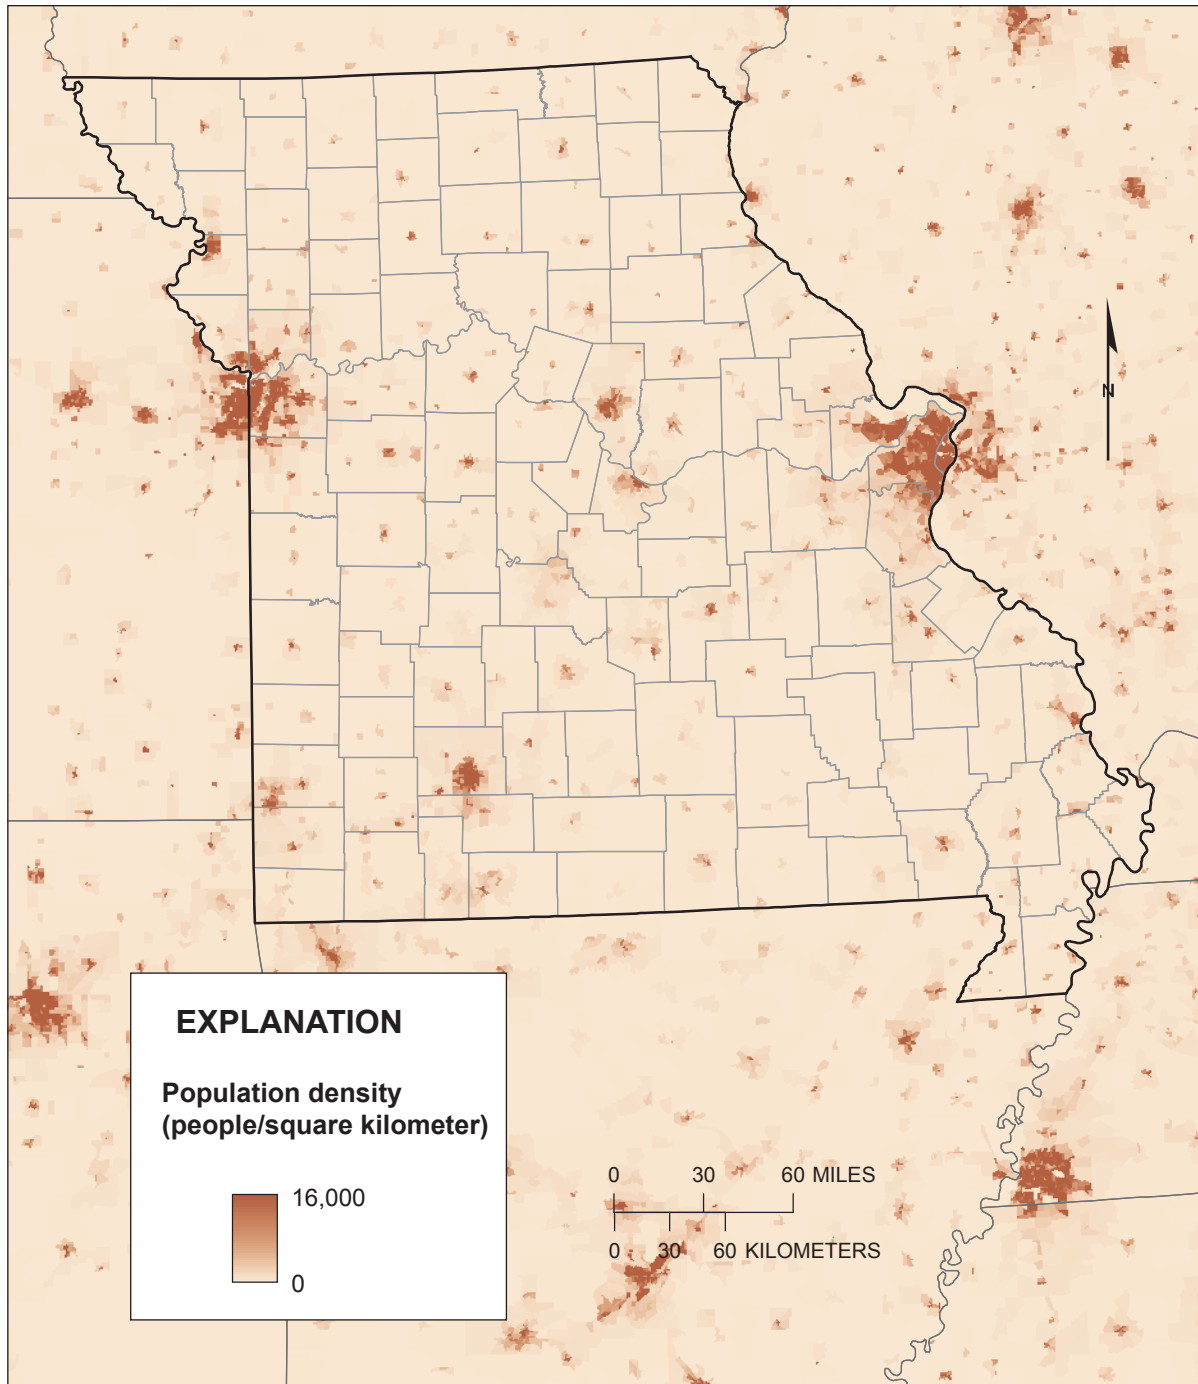 N
EXPLANATION
Population density
(people/square kilometer)
16,000
0
0 30 60 MILES
0 30 60 KILOMETERS